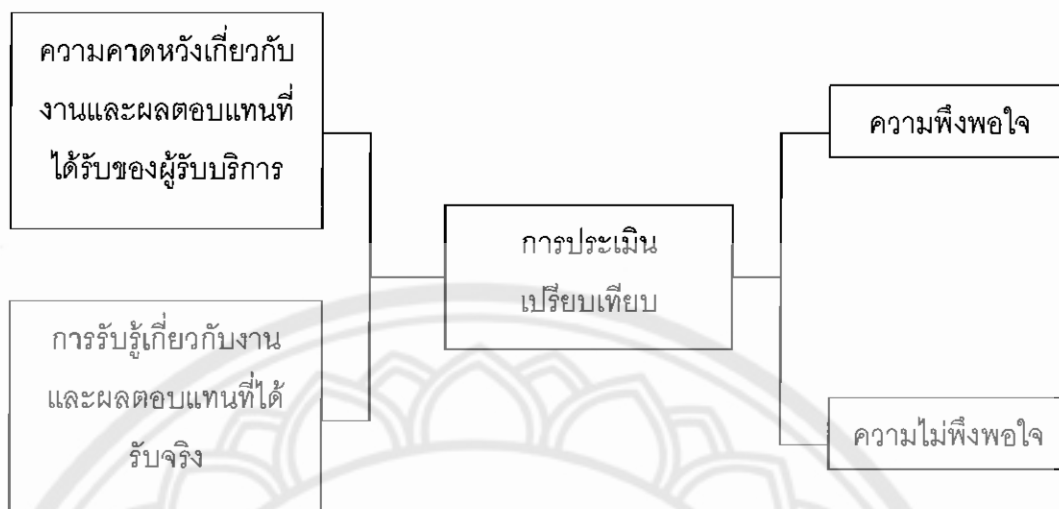 ความคาดหวังเกี่ยวกับ
งานและผลตอบแทนที่
ได้รับของผู้รับบริการ
ความพึงพอใจ
การประเมิน
เปรียบเทียบ
การรับรู้เกี่ยวกับงาน
และผลตอบแทนที่ได้
รับจริง
ความไม่พึงพอใจ